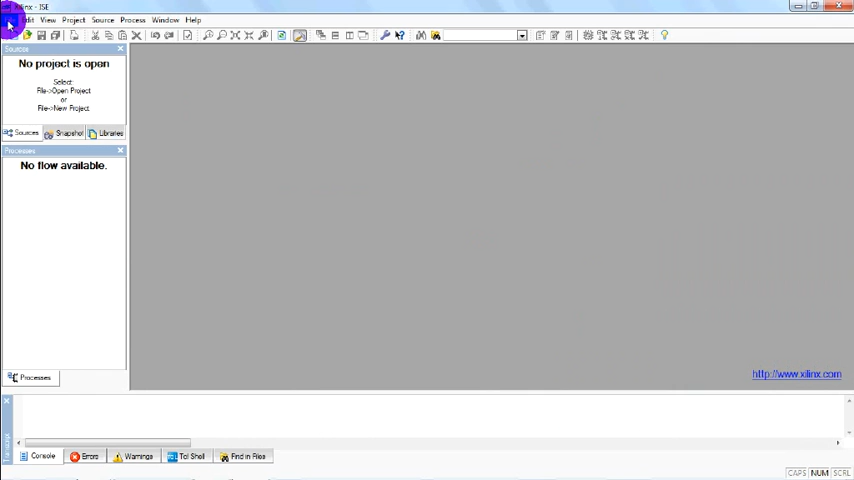 Xilinx - ISE
Edit View Project Source Process Window Help
Sources
No project is open
Select:
File->Open Project
or
File->New Project
Sources Snapshot Libraries
Processes
No flow available.
Processes
http://www.xilinx.com
Transcript
Console Errors Warnings Tcl Shell Find in Files
CAPS NUM SCRL